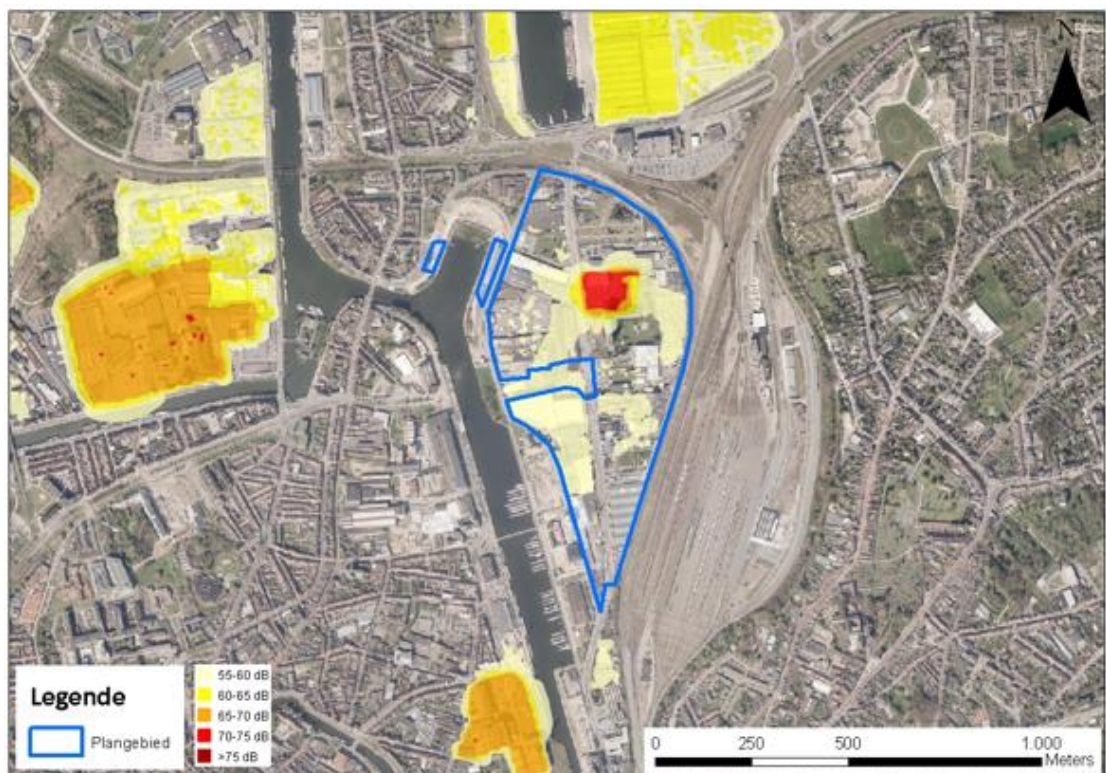 N
Legende
Plangebied
55-60 dB
60-65 dB
65-70 dB
70-75 dB
>75 dB
0 250 500 1.000
Meters